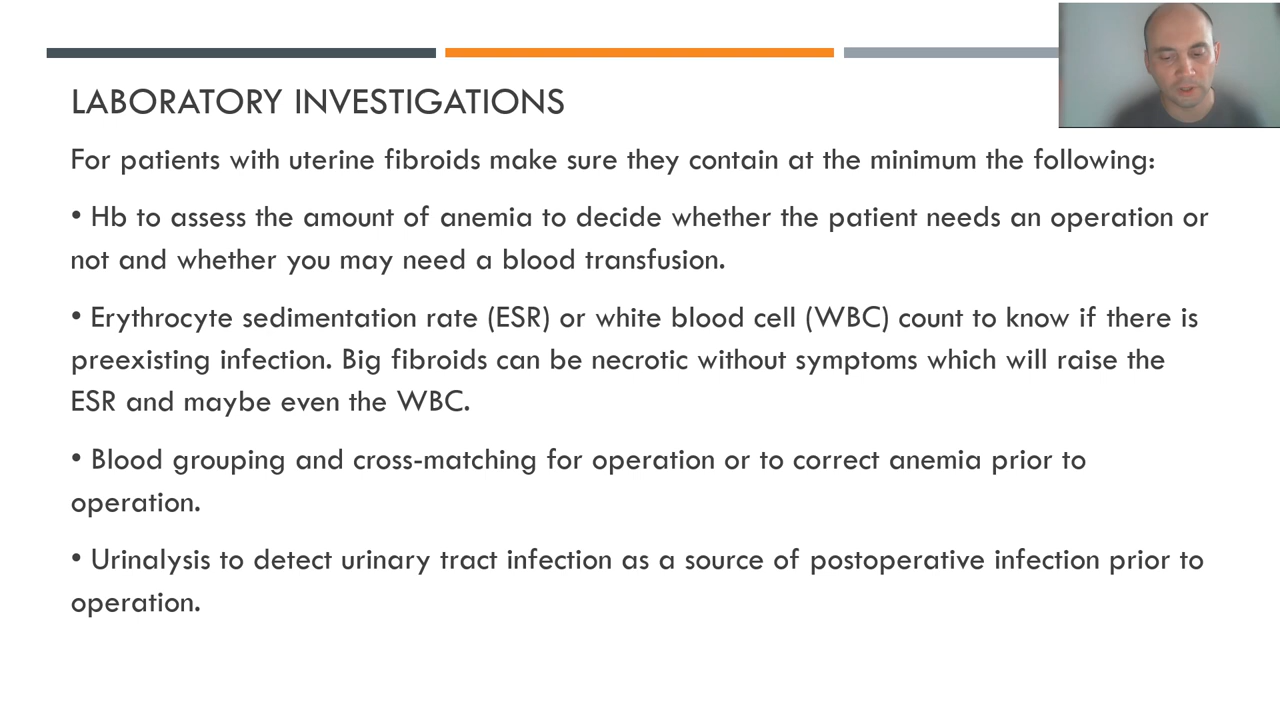 LABORATORY INVESTIGATIONS
For patients with uterine fibroids make sure they contain at the minimum the following:
• Hb to assess the amount of anemia to decide whether the patient needs an operation or
not and whether you may need a blood transfusion.
• Erythrocyte sedimentation rate (ESR) or white blood cell (WBC) count to know if there is
preexisting infection. Big fibroids can be necrotic without symptoms which will raise the
ESR and maybe even the WBC.
• Blood grouping and cross-matching for operation or to correct anemia prior to
operation.
• Urinalysis to detect urinary tract infection as a source of postoperative infection prior to
operation.